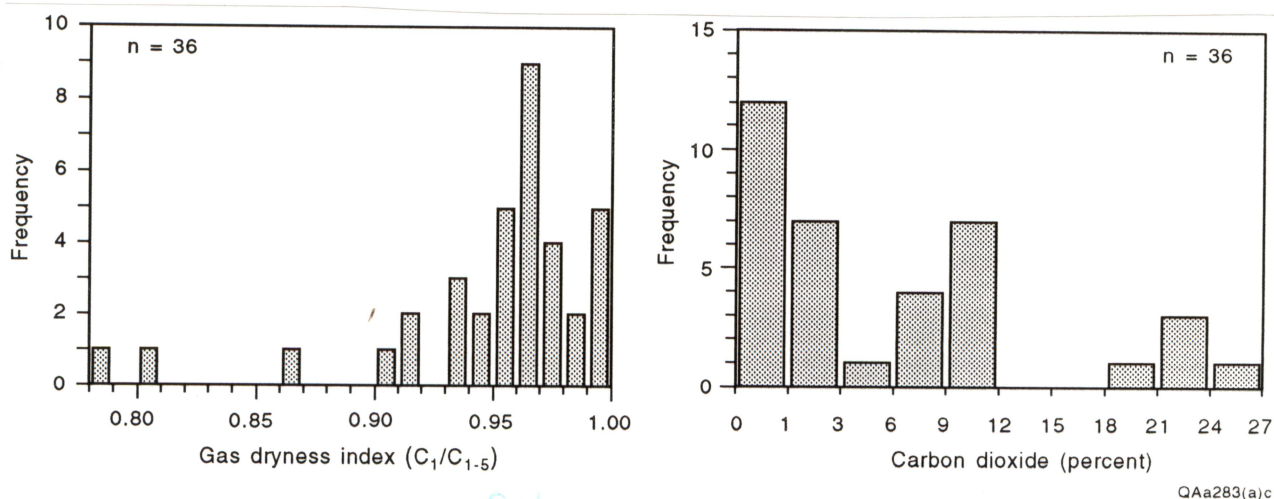 n = 36
10
8
6
4
2
0
Frequency
0.80 0.85 0.90 0.95 1.00
Gas dryness index (C₁/C₁₋₅)
n = 36
15
10
5
0
Frequency
0 1 3 6 9 12 15 18 21 24 27
Carbon dioxide (percent)
QAa283(a)c